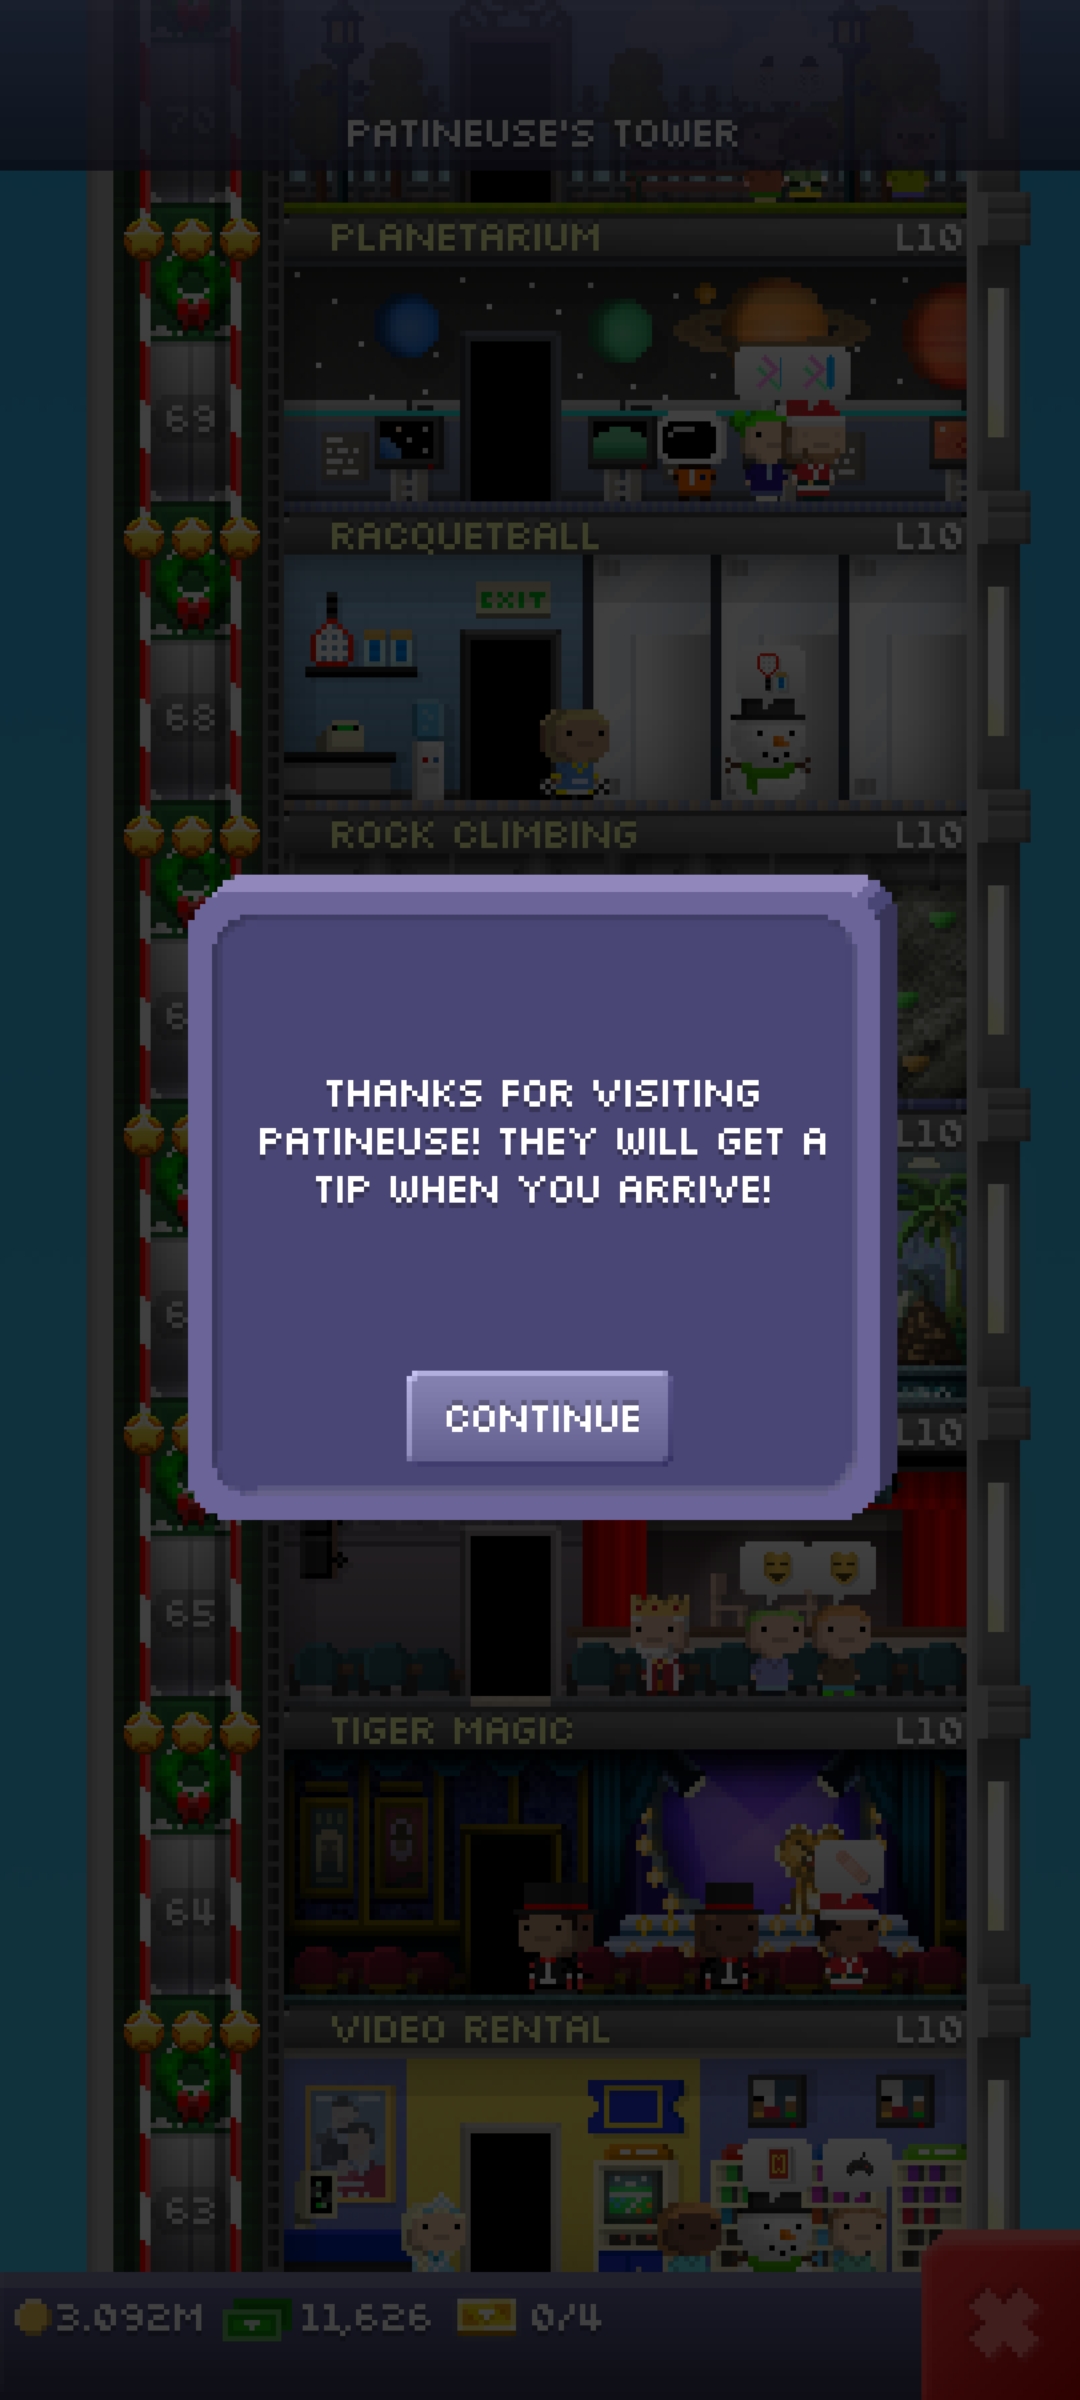 70
PATINEUSE'S TOWER
PLANETARIUM L10
69
RACQUETBALL L10
EXIT
68
ROCK CLIMBING L10
THANKS FOR VISITING
PATINEUSE! THEY WILL GET A
TIP WHEN YOU ARRIVE!
L10
CONTINUE
L10
65
TIGER MAGIC L10
64
VIDEO RENTAL L10
63
3.092M 11,626 0/4